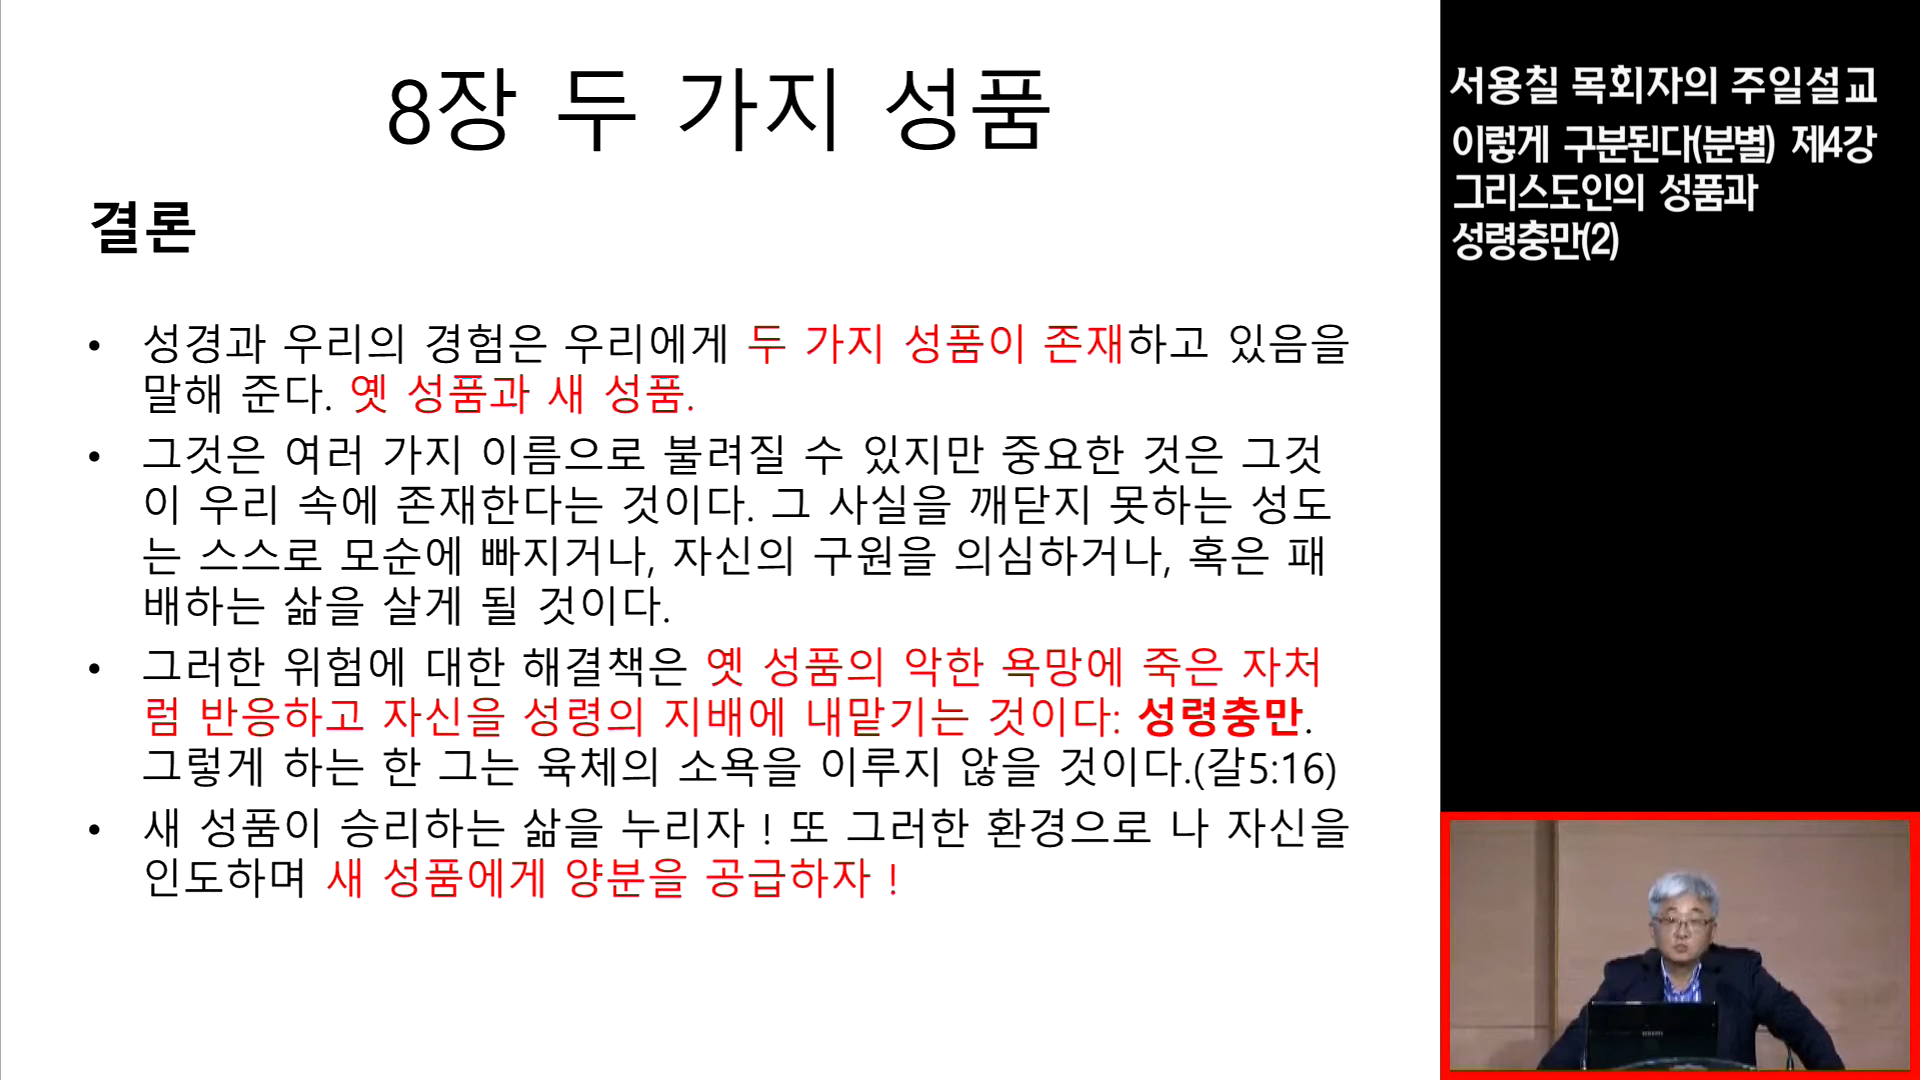 8장 두 가지 성품
결론
• 성경과 우리의 경험은 우리에게 두 가지 성품이 존재하고 있음을
말해 준다. 옛 성품과 새 성품.
• 그것은 여러 가지 이름으로 불려질 수 있지만 중요한 것은 그것
이 우리 속에 존재한다는 것이다. 그 사실을 깨닫지 못하는 성도
는 스스로 모순에 빠지거나, 자신의 구원을 의심하거나, 혹은 패
배하는 삶을 살게 될 것이다.
• 그러한 위험에 대한 해결책은 옛 성품의 악한 욕망에 죽은 자처
럼 반응하고 자신을 성령의 지배에 내맡기는 것이다: 성령충만.
그렇게 하는 한 그는 육체의 소욕을 이루지 않을 것이다.(갈5:16)
• 새 성품이 승리하는 삶을 누리자 ! 또 그러한 환경으로 나 자신을
인도하며 새 성품에게 양분을 공급하자 !
서용칠 목회자의 주일설교
이렇게 구분된다(분별) 제4강
그리스도인의 성품과
성령충만(2)